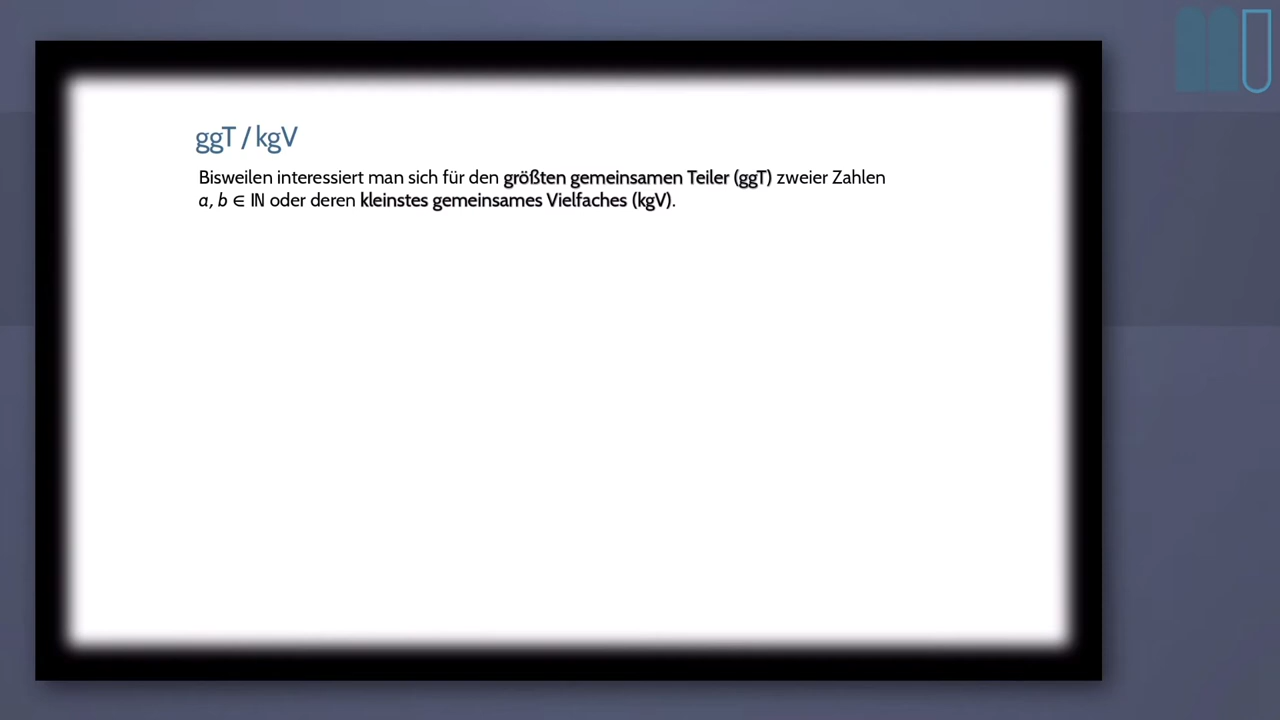 ggT / kgV
Bisweilen interessiert man sich für den größten gemeinsamen Teiler (ggT) zweier Zahlen
a, b ∈ IN oder deren kleinstes gemeinsames Vielfaches (kgV).